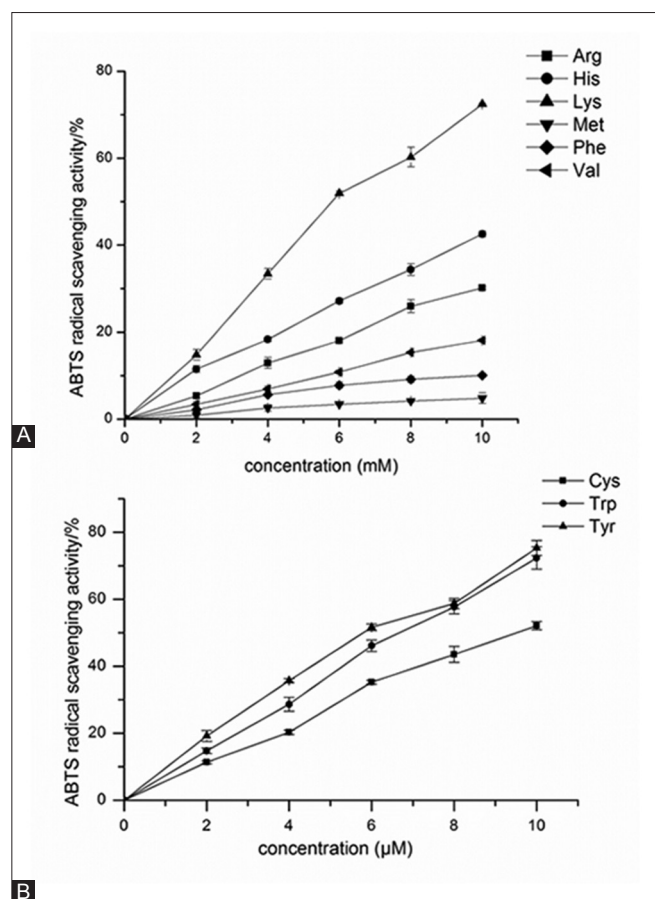 Arg
His
Lys
Met
Phe
Val
ABTS radical scavenging activity/%
80
60
40
20
0
0 2 4 6 8 10
concentration (mM)
A
Cys
Trp
Tyr
ABTS radical scavenging activity/%
80
60
40
20
0
0 2 4 6 8 10
concentration (μM)
B